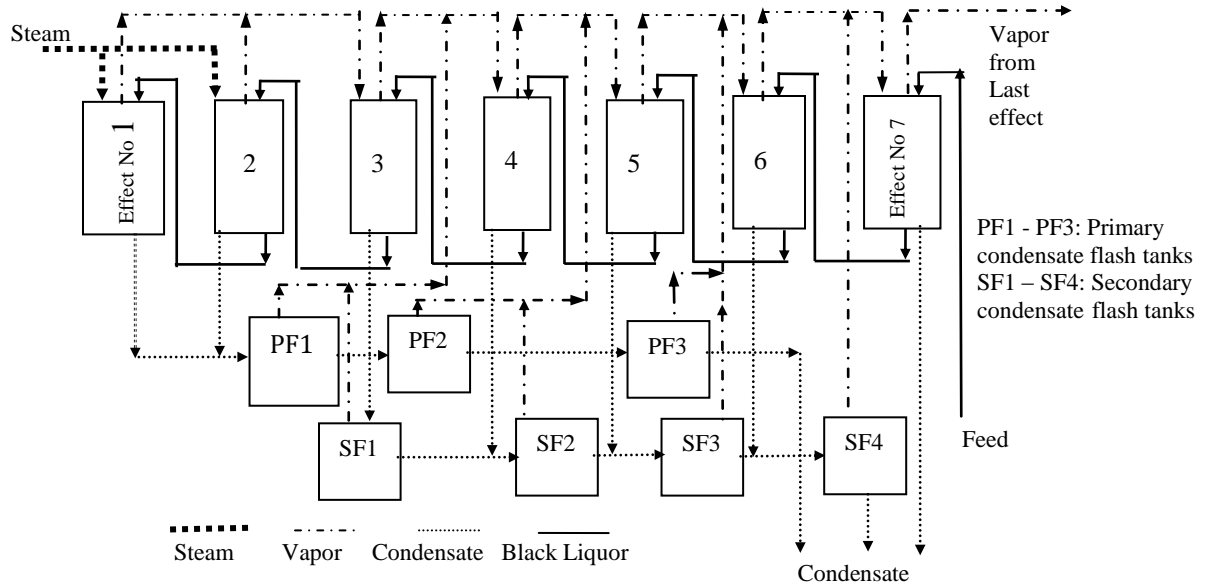 Steam
Vapor
from
Last
effect
Effect No 1
2
3
4
5
6
Effect No 7
PF1 - PF3: Primary
condensate flash tanks
SF1 – SF4: Secondary
condensate flash tanks
PF1
PF2
PF3
SF1
SF2
SF3
SF4
Feed
Steam
Vapor
Condensate
Black Liquor
Condensate